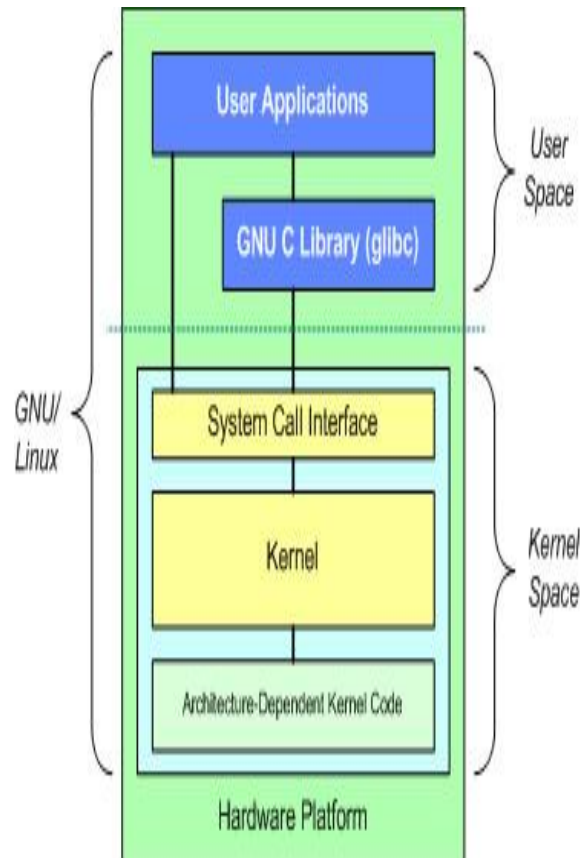 User Applications
User
Space
GNU C Library (glibc)
GNU/
Linux
System Call Interface
Kernel
Kernel
Space
Architecture-Dependent Kernel Code
Hardware Platform